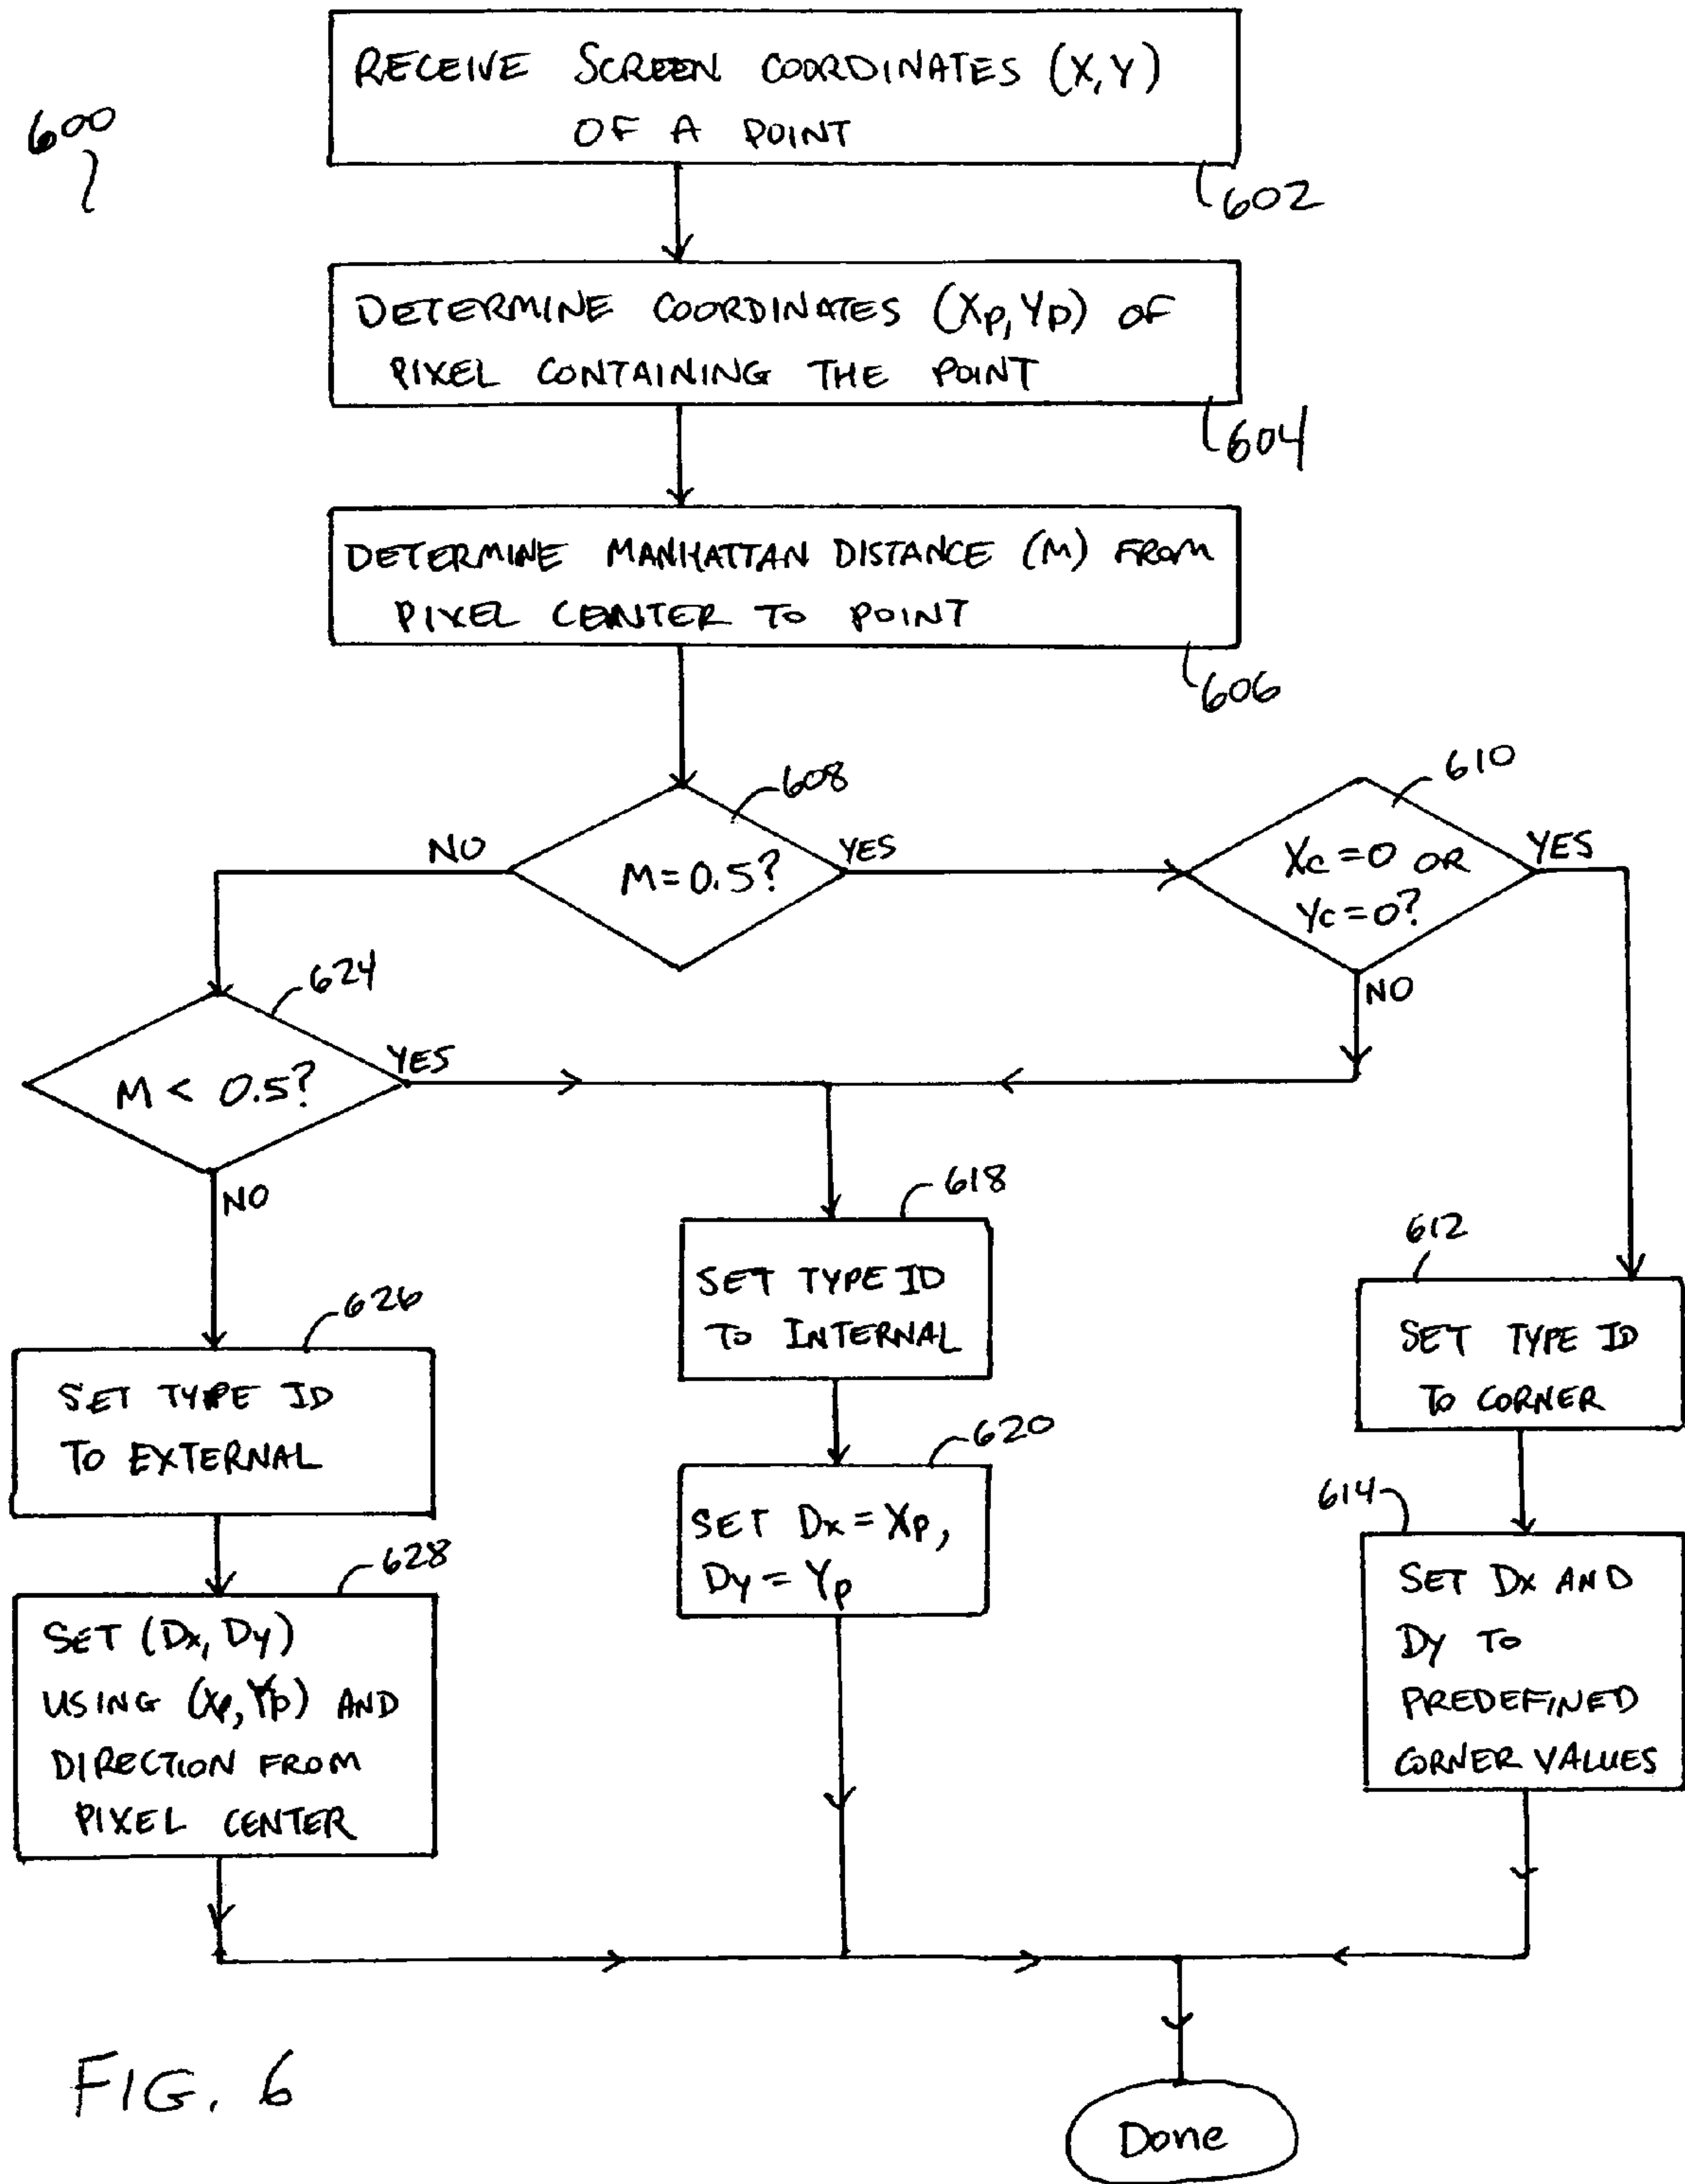 600
RECEIVE SCREEN COORDINATES (X,Y)
OF A POINT
602
DETERMINE COORDINATES (Xp,Yp) OF
PIXEL CONTAINING THE POINT
604
DETERMINE MANHATTAN DISTANCE (M) FROM
PIXEL CENTER TO POINT
606
608
M=0.5?
NO
YES
610
Xc=0 OR
Yc=0?
YES
NO
624
M < 0.5?
YES
NO
618
SET TYPE ID
TO INTERNAL
612
SET TYPE ID
TO CORNER
626
SET TYPE ID
TO EXTERNAL
620
SET Dx = Xp,
Dy = Yp
614
SET Dx AND
Dy TO
PREDEFINED
CORNER VALUES
628
SET (Dx, Dy)
USING (Xp,Yp) AND
DIRECTION FROM
PIXEL CENTER
Done
FIG. 6